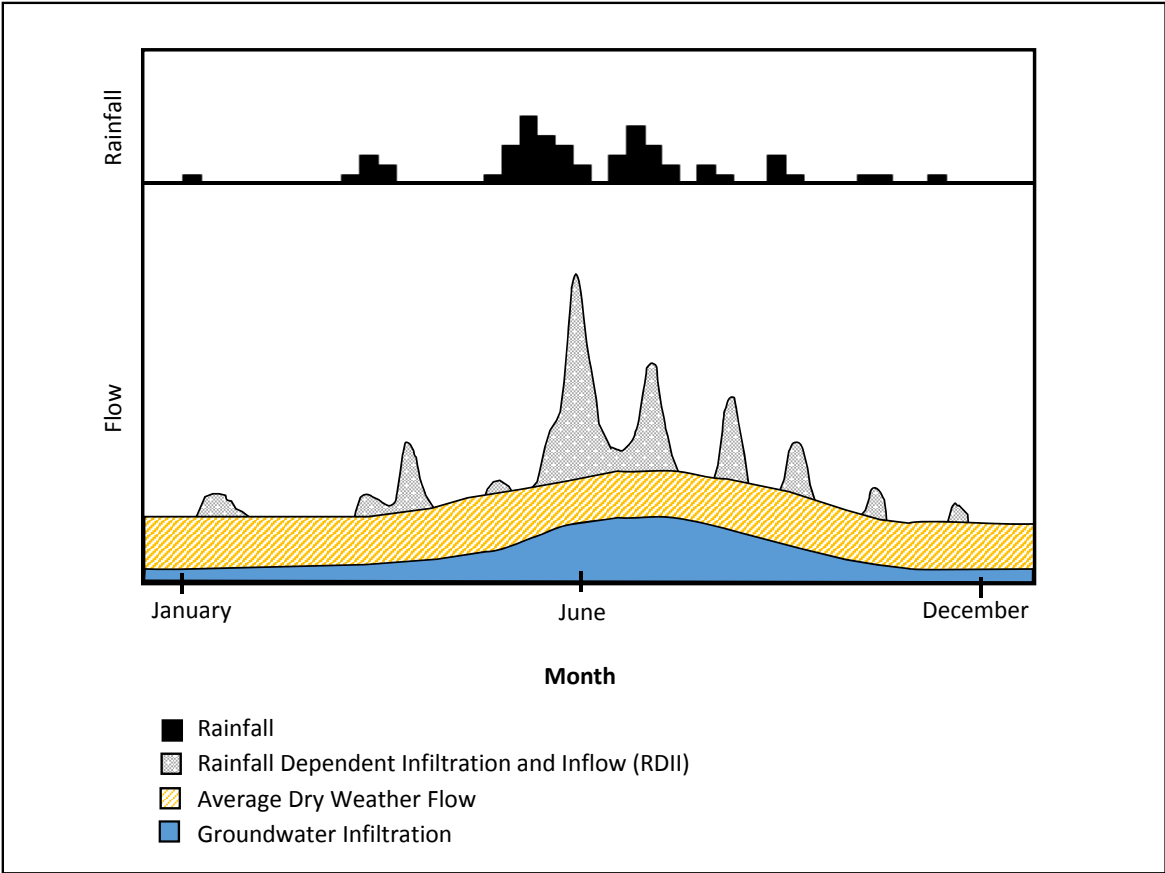 Rainfall
Flow
January
June
December
Month
Rainfall
Rainfall Dependent Infiltration and Inflow (RDII)
Average Dry Weather Flow
Groundwater Infiltration